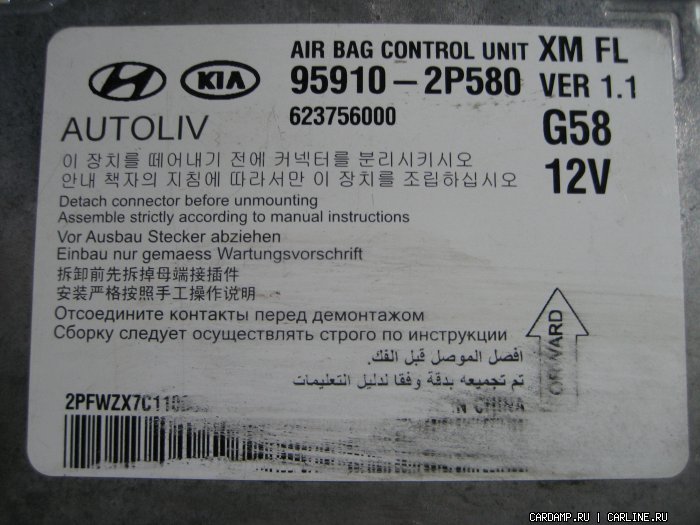 AIR BAG CONTROL UNIT XM FL
KIA 95910-2P580 VER 1.1
623756000 G58
AUTOLIV 12V
이 장치를 떼어내기 전에 커넥터를 분리시키시오
안내 책자의 지침에 따라서만 이 장치를 조립하십시오
Detach connector before unmounting
Assemble strictly according to manual instructions
Vor Ausbau Stecker abziehen
Einbau nur gemaess Wartungsvorschrift
拆卸前先拆掉母端接插件
安装严格按照手工操作说明
Отсоедините контакты перед демонтажом
Сборку следует осуществлять строго по инструкции
افصل الموصل قبل الفك.
تم تجميعه بدقة وفقا لدليل التعليمات
FORWARD
2PFWZX7C110
CHINA
CARDAMP.RU | CARLINE.RU